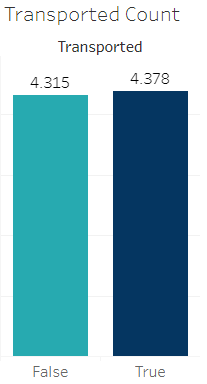 Transported Count
Transported
4.315 4.378
False True